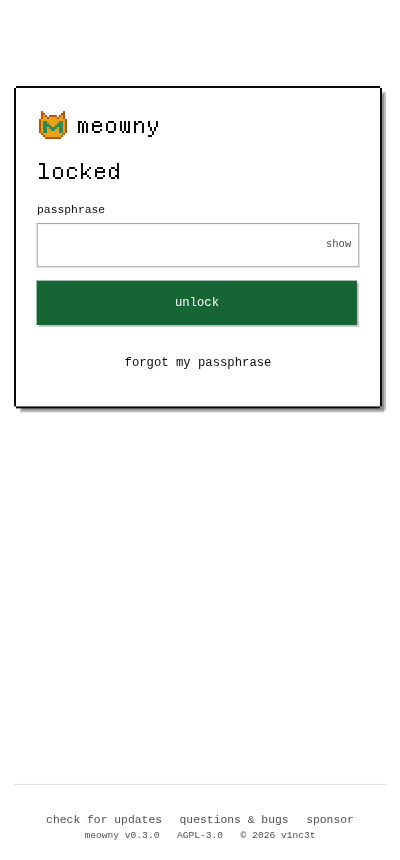 meowny
locked
passphrase
show
unlock
forgot my passphrase
check for updates questions & bugs sponsor
meowny v0.3.0 AGPL-3.0 © 2026 v1nc3t